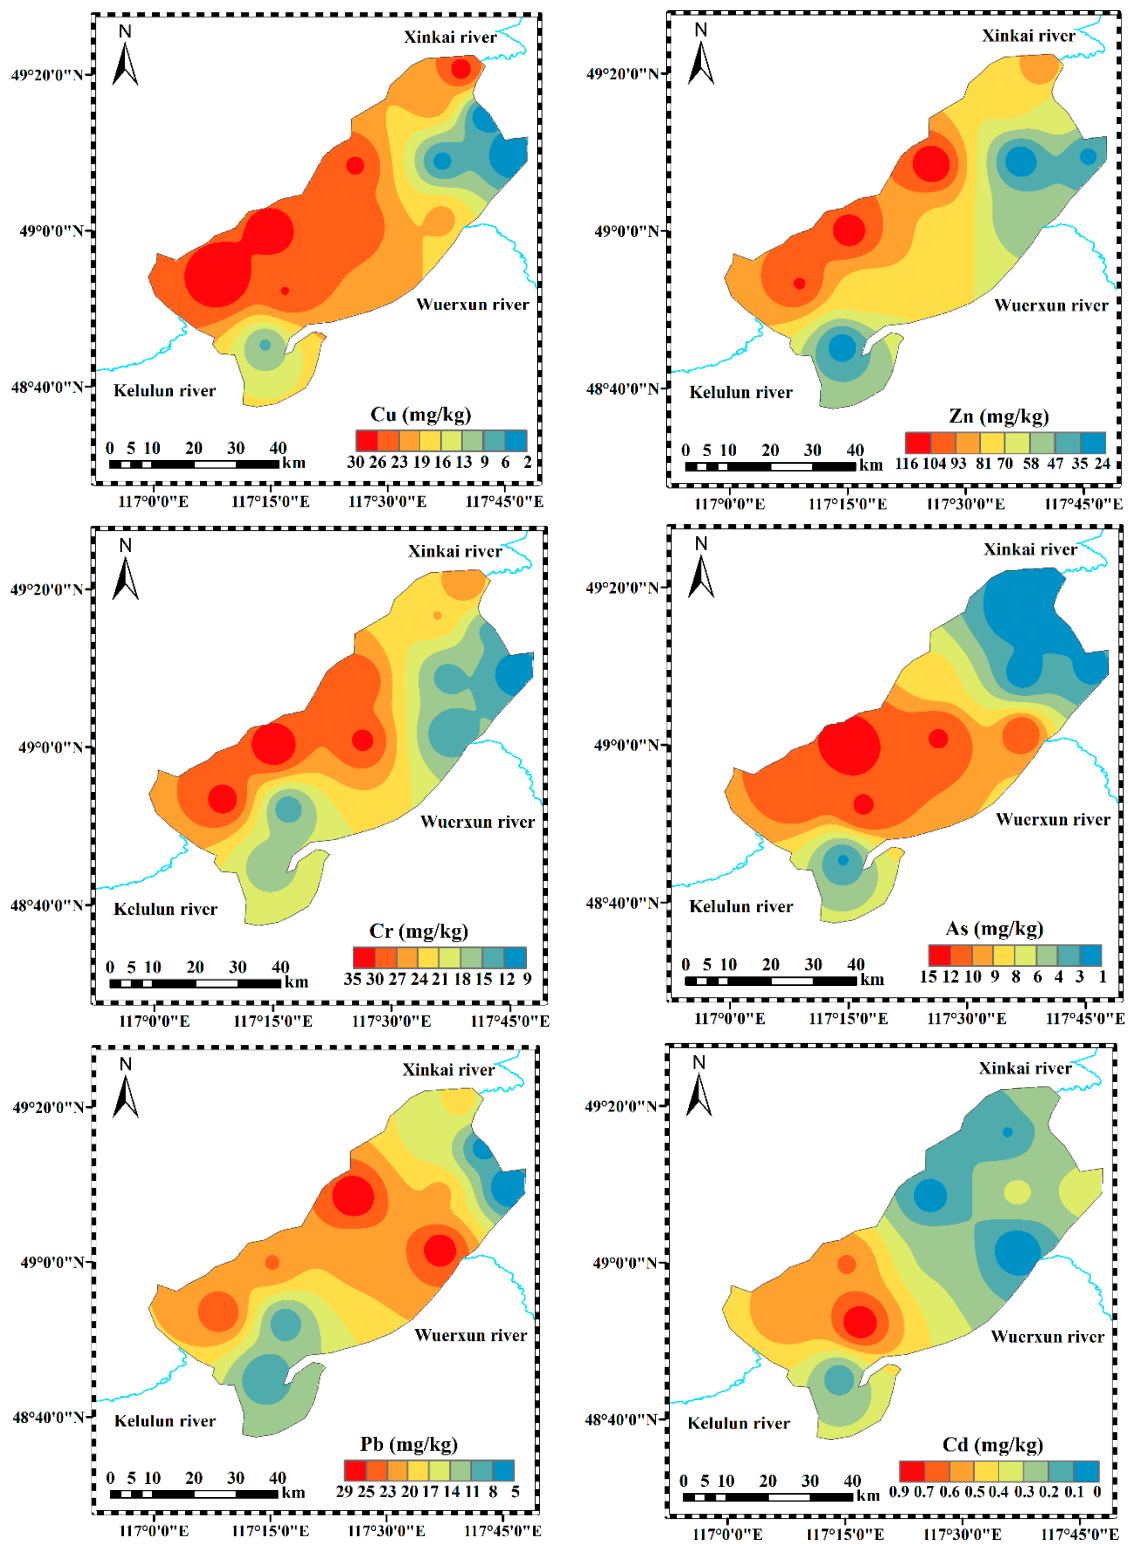 N
Xinkai river
49°20'0"N
49°0'0"N
Wuerxun river
48°40'0"N
Kelulun river
Cu (mg/kg)
0 5 10 20 30 40
km
30 26 23 19 16 13 9 6 2
117°0'0"E 117°15'0"E 117°30'0"E 117°45'0"E
N
Xinkai river
49°20'0"N
49°0'0"N
Wuerxun river
48°40'0"N
Kelulun river
Zn (mg/kg)
0 5 10 20 30 40
km
116 104 93 81 70 58 47 35 24
117°0'0"E 117°15'0"E 117°30'0"E 117°45'0"E
N
Xinkai river
49°20'0"N
49°0'0"N
Wuerxun river
48°40'0"N
Kelulun river
Cr (mg/kg)
0 5 10 20 30 40
km
35 30 27 24 21 18 15 12 9
117°0'0"E 117°15'0"E 117°30'0"E 117°45'0"E
N
Xinkai river
49°20'0"N
49°0'0"N
Wuerxun river
48°40'0"N
Kelulun river
As (mg/kg)
0 5 10 20 30 40
km
15 12 10 9 8 6 4 3 1
117°0'0"E 117°15'0"E 117°30'0"E 117°45'0"E
N
Xinkai river
49°20'0"N
49°0'0"N
Wuerxun river
48°40'0"N
Kelulun river
Pb (mg/kg)
0 5 10 20 30 40
km
29 25 23 20 17 14 11 8 5
117°0'0"E 117°15'0"E 117°30'0"E 117°45'0"E
N
Xinkai river
49°20'0"N
49°0'0"N
Wuerxun river
48°40'0"N
Kelulun river
Cd (mg/kg)
0 5 10 20 30 40
km
0.9 0.7 0.6 0.5 0.4 0.3 0.2 0.1 0
117°0'0"E 117°15'0"E 117°30'0"E 117°45'0"E